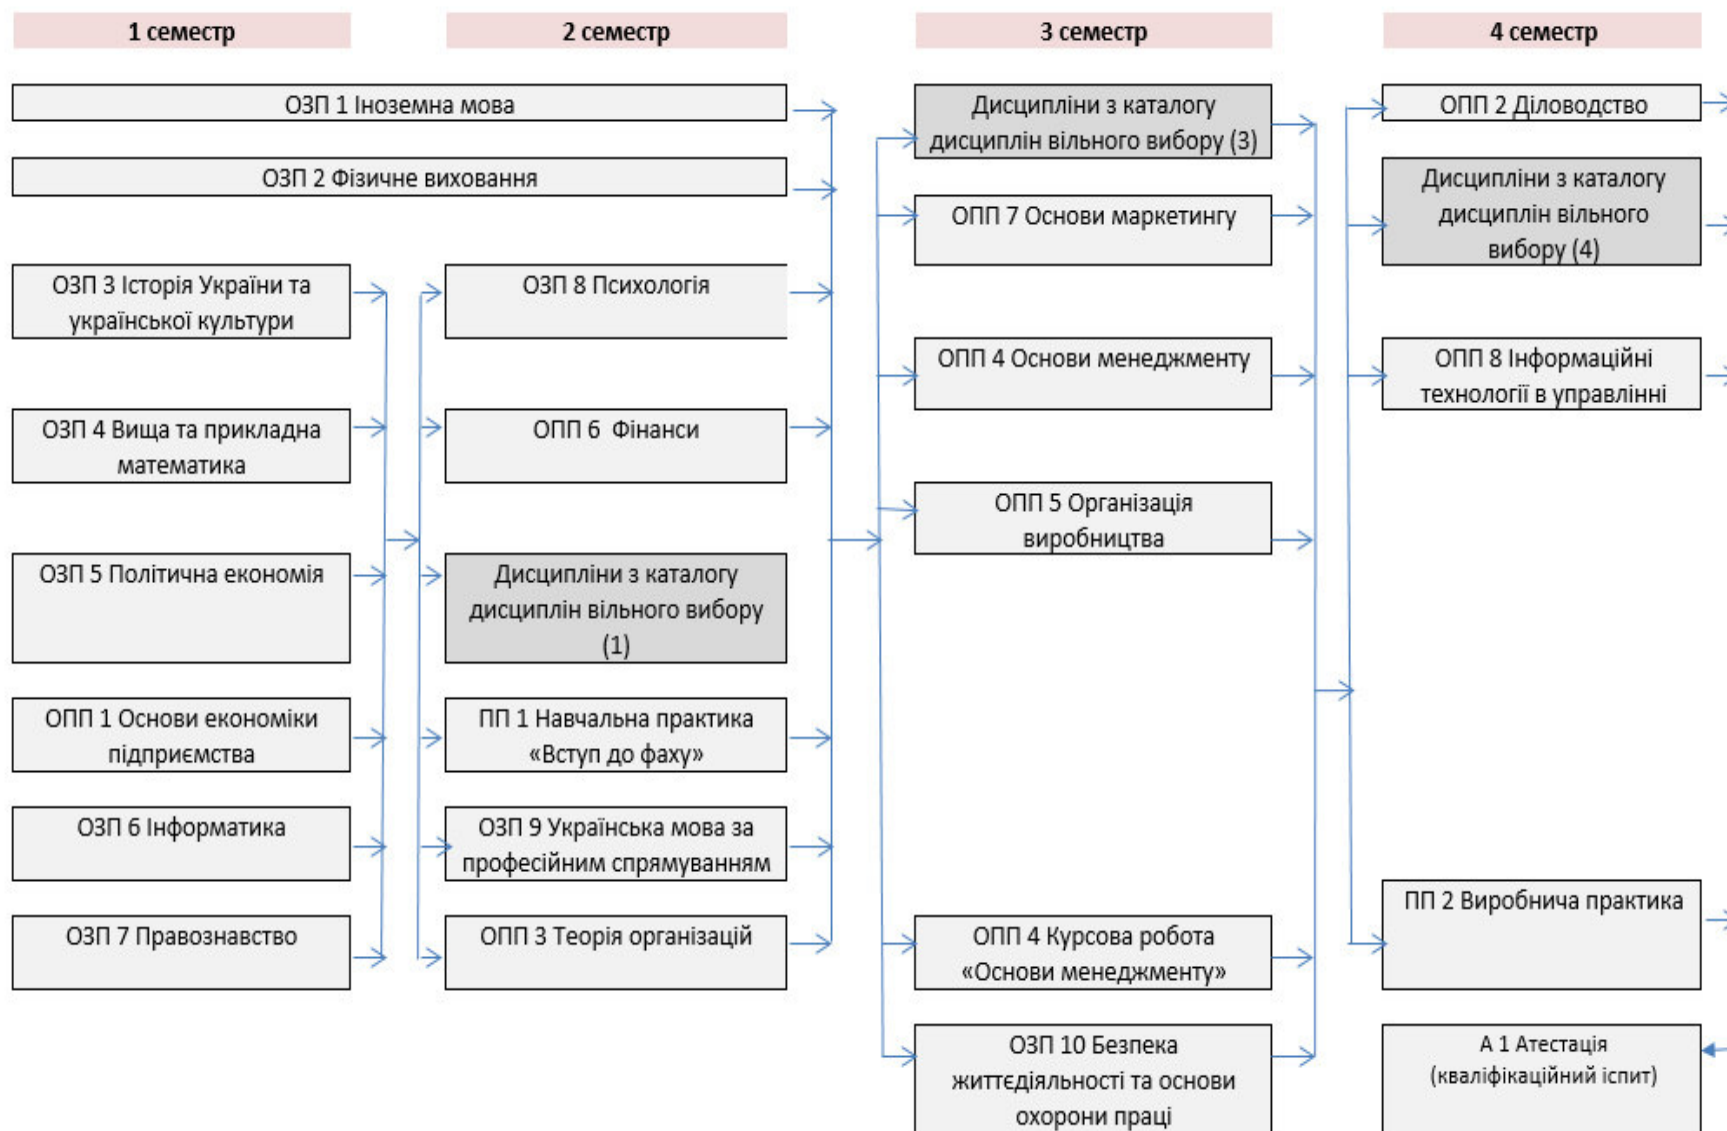 1 семестр
2 семестр
3 семестр
4 семестр
ОЗП 1 Іноземна мова
ОЗП 2 Фізичне виховання
ОЗП 3 Історія України та
української культури
ОЗП 4 Вища та прикладна
математика
ОЗП 5 Політична економія
ОПП 1 Основи економіки
підприємства
ОЗП 6 Інформатика
ОЗП 7 Правознавство
ОЗП 8 Психологія
ОПП 6 Фінанси
Дисципліни з каталогу
дисциплін вільного вибору
(1)
ПП 1 Навчальна практика
«Вступ до фаху»
ОЗП 9 Українська мова за
професійним спрямуванням
ОПП 3 Теорія організацій
Дисципліни з каталогу
дисциплін вільного вибору (3)
ОПП 7 Основи маркетингу
ОПП 4 Основи менеджменту
ОПП 5 Організація
виробництва
ОПП 4 Курсова робота
«Основи менеджменту»
ОЗП 10 Безпека
життєдіяльності та основи
охорони праці
ОПП 2 Діловодство
Дисципліни з каталогу
дисциплін вільного
вибору (4)
ОПП 8 Інформаційні
технології в управлінні
ПП 2 Виробнича практика
А 1 Атестація
(кваліфікаційний іспит)